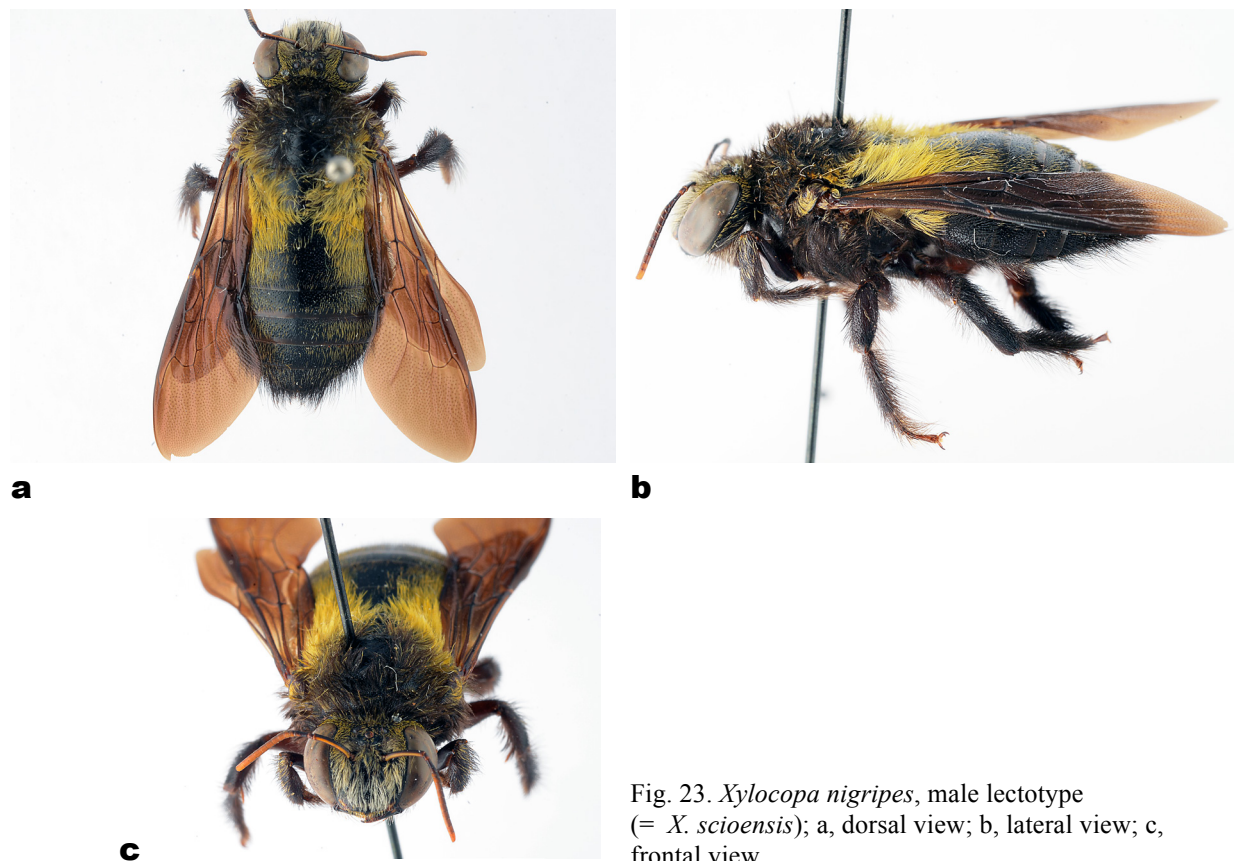 a
b
c
Fig. 23. Xylocopa nigripes, male lectotype
(= X. scioensis); a, dorsal view; b, lateral view; c,
frontal view